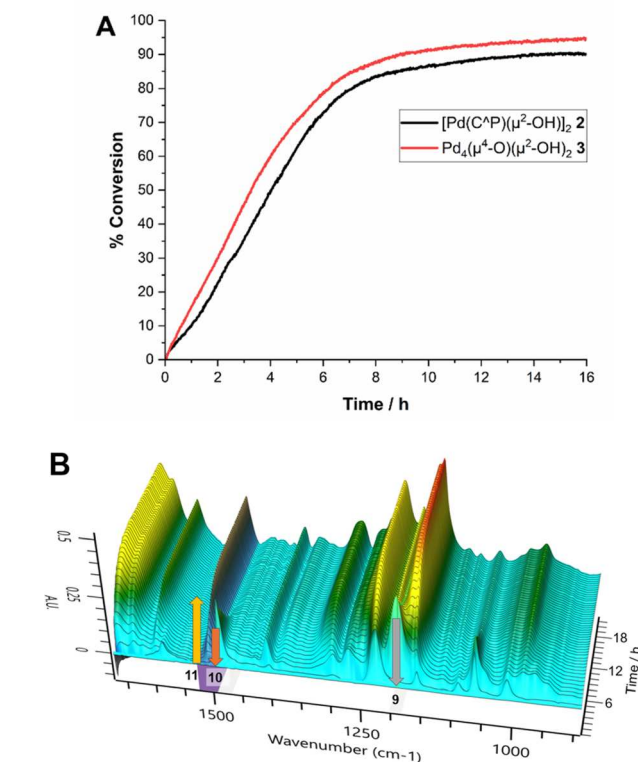 A
100
90
80
70
60
50
40
30
20
10
0
% Conversion
[Pd(C^P)(µ²-OH)]₂ 2
Pd₄(µ⁴-O)(µ²-OH)₂ 3
0 2 4 6 8 10 12 14 16
Time / h
B
0.5
0.25
0
A.U.
11 10 9
1500 1250 1000
Wavenumber (cm-1)
18
12
6
Time / h